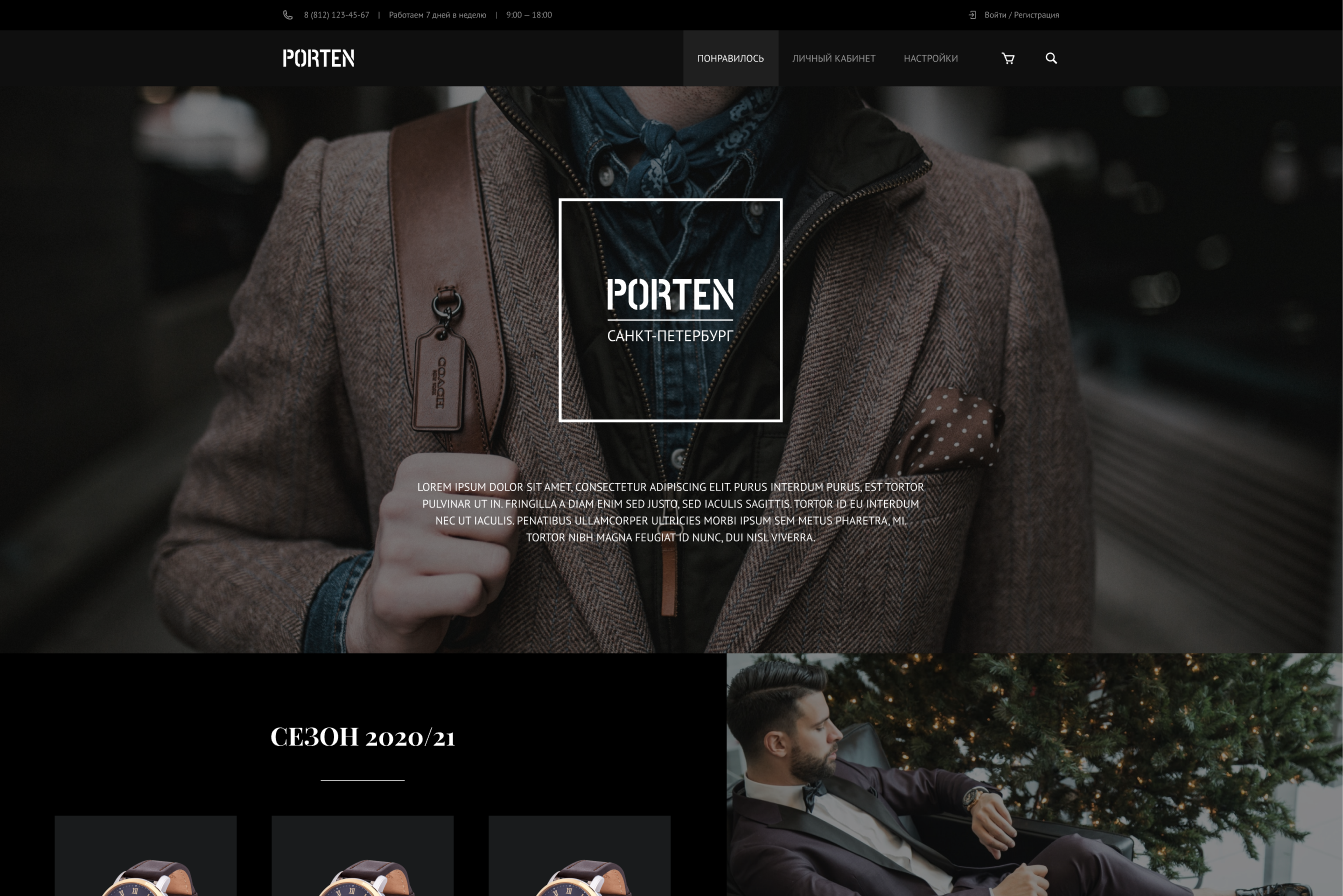 8 (812) 123-45-67 | Работаем 7 дней в неделю | 9:00 — 18:00
Войти / Регистрация
PORTEN
ПОНРАВИЛОСЬ
ЛИЧНЫЙ КАБИНЕТ
НАСТРОЙКИ
COACH
PORTEN
САНКТ-ПЕТЕРБУРГ
LOREM IPSUM DOLOR SIT AMET, CONSECTETUR ADIPISCING ELIT. PURUS INTERDUM PURUS, EST TORTOR
PULVINAR UT IN. FRINGILLA A DIAM ENIM SED JUSTO, SED IACULIS SAGITTIS. TORTOR ID EU INTERDUM
NEC UT IACULIS. PENATIBUS ULLAMCORPER ULTRICIES MORBI IPSUM SEM METUS PHARETRA, MI.
TORTOR NIBH MAGNA FEUGIAT ID NUNC, DUI NISL VIVERRA.
СЕЗОН 2020/21